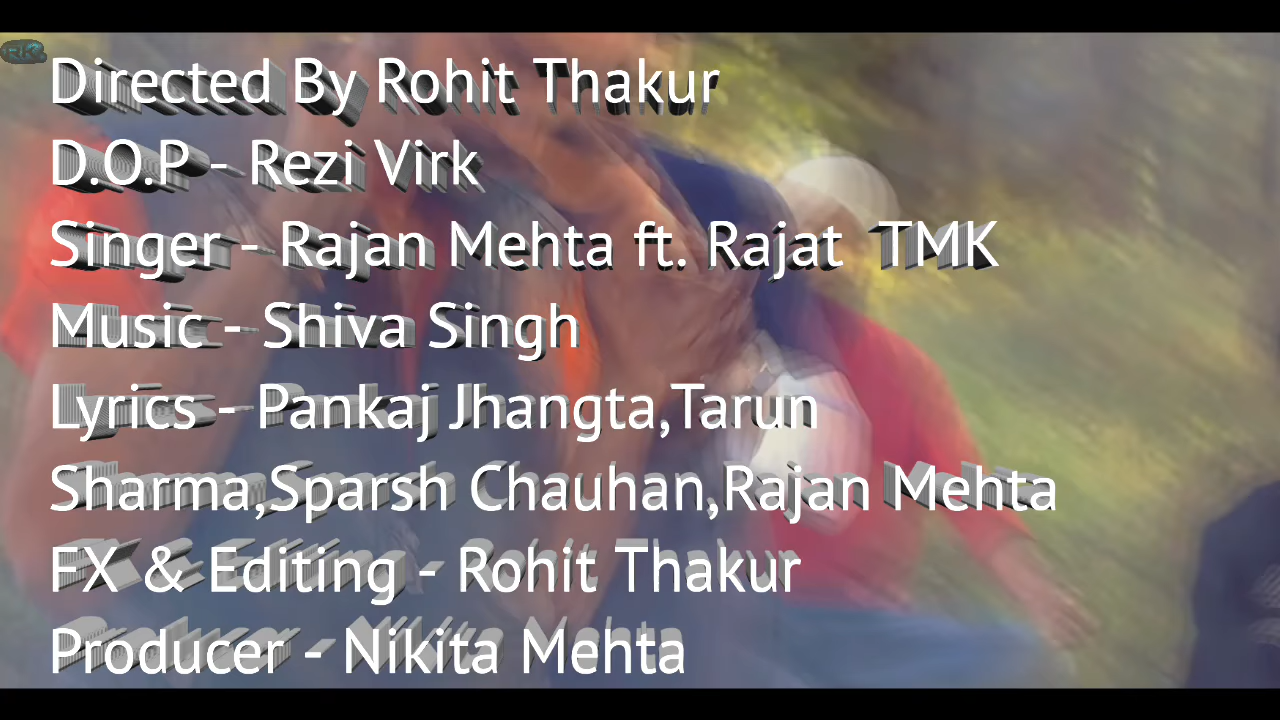 RK
Directed By Rohit Thakur
D.O.P - Rezi Virk
Singer - Rajan Mehta ft. Rajat TMK
Music - Shiva Singh
Lyrics - Pankaj Jhangta,Tarun
Sharma,Sparsh Chauhan,Rajan Mehta
FX & Editing - Rohit Thakur
Producer - Nikita Mehta